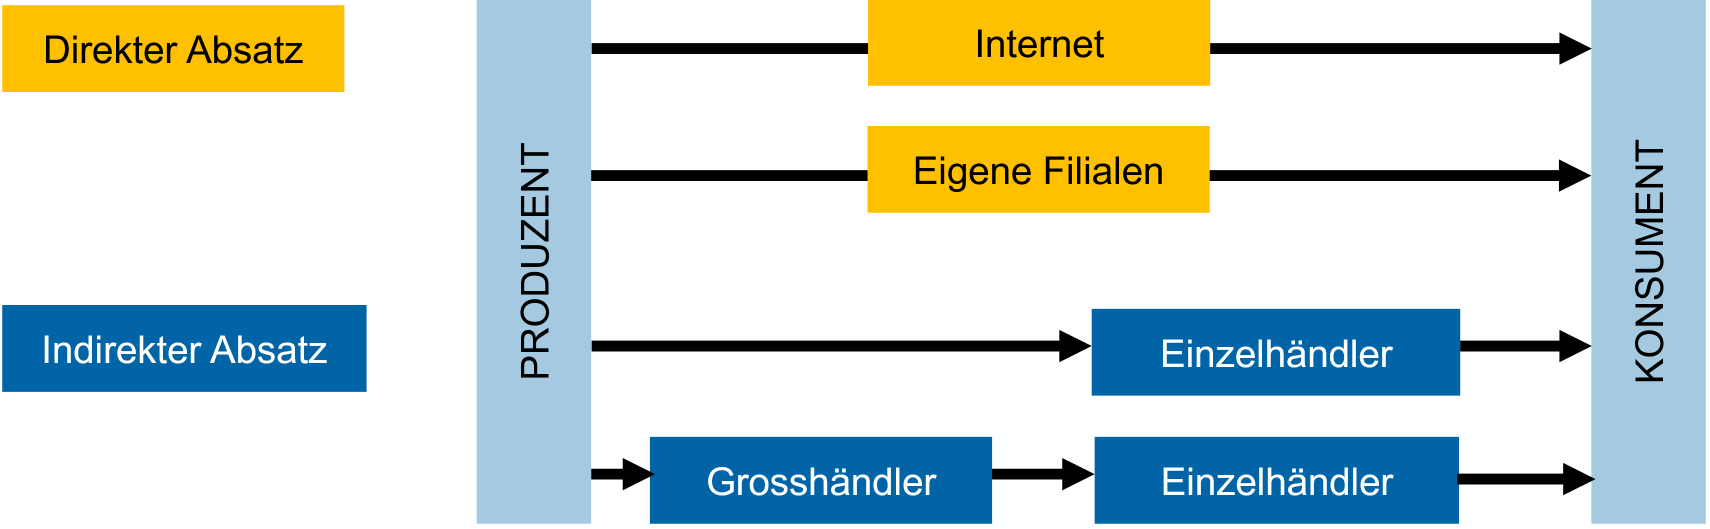 Direkter Absatz
Indirekter Absatz
PRODUZENT
Internet
Eigene Filialen
Einzelhändler
Grosshändler
Einzelhändler
KONSUMENT